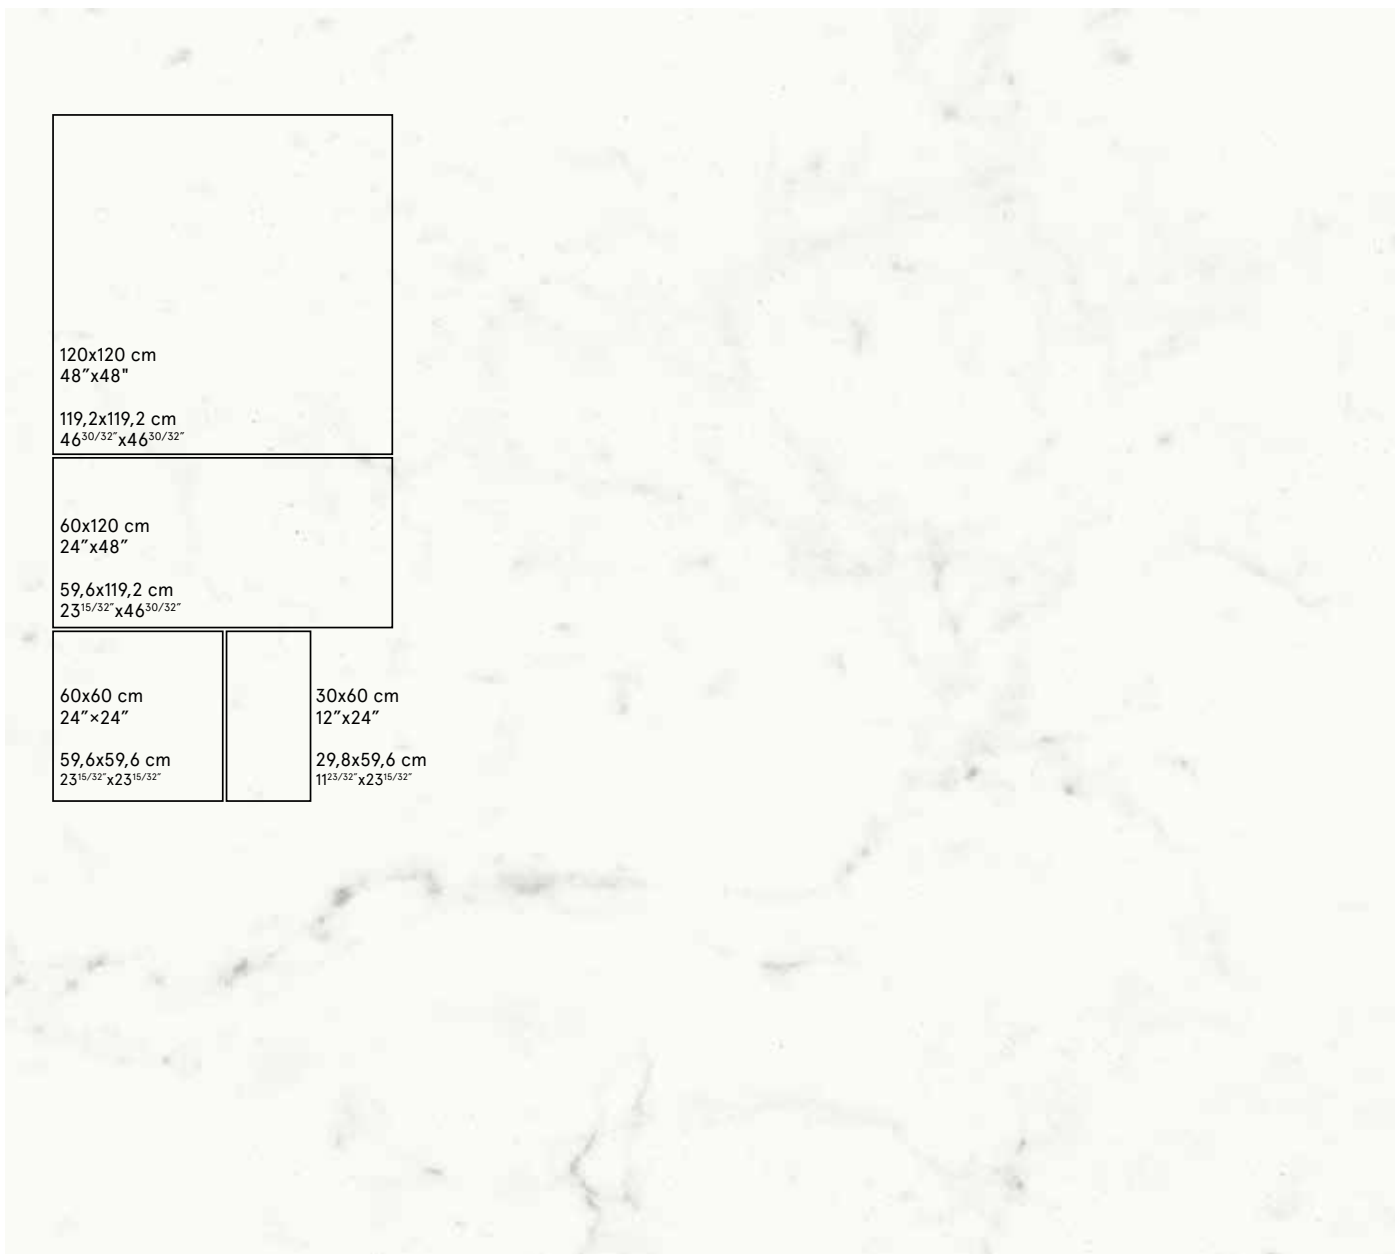 120x120 cm
48″x48"
119,2x119,2 cm
46³⁰/³²″x46³⁰/³²″
60x120 cm
24″x48″
59,6x119,2 cm
23¹⁵/³²″x46³⁰/³²″
60x60 cm
24″×24″
59,6x59,6 cm
23¹⁵/³²″x23¹⁵/³²″
30x60 cm
12″x24″
29,8x59,6 cm
11²³/³²″x23¹⁵/³²″